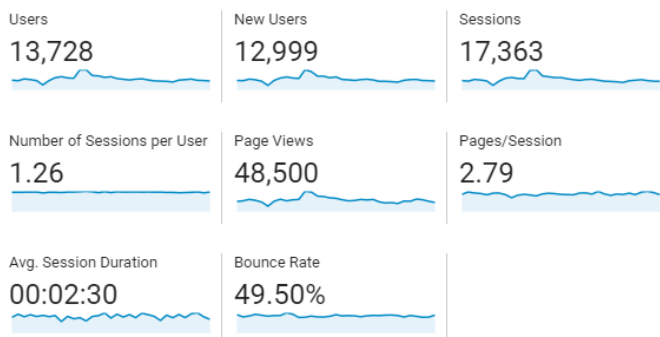 Users
13,728
New Users
12,999
Sessions
17,363
Number of Sessions per User
1.26
Page Views
48,500
Pages/Session
2.79
Avg. Session Duration
00:02:30
Bounce Rate
49.50%